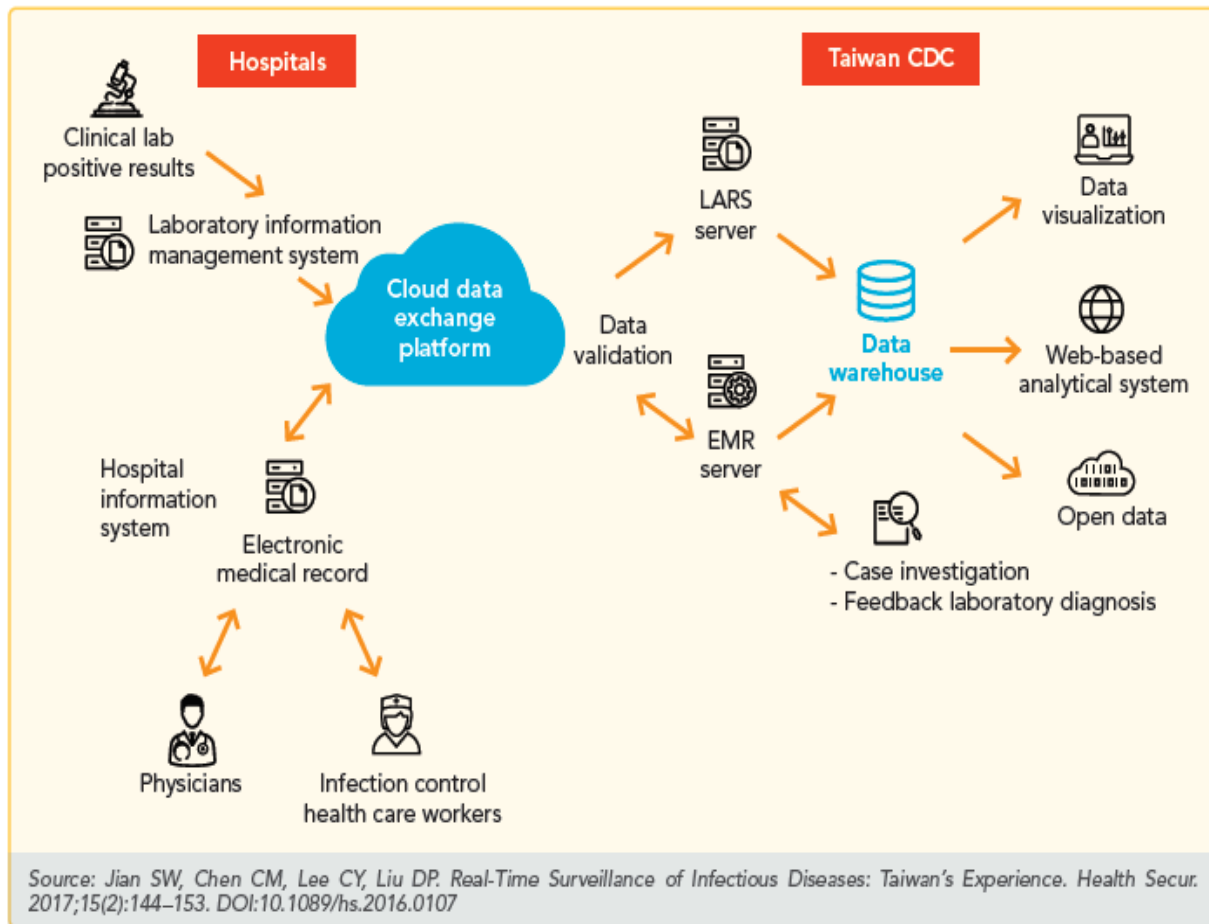 Hospitals
Clinical lab
positive results
Laboratory information
management system
Cloud data
exchange
platform
Hospital
information
system
Electronic
medical record
Physicians
Infection control
health care workers
Taiwan CDC
Data
validation
LARS
server
EMR
server
Data
warehouse
Data
visualization
Web-based
analytical system
Open data
- Case investigation
- Feedback laboratory diagnosis
Source: Jian SW, Chen CM, Lee CY, Liu DP. Real-Time Surveillance of Infectious Diseases: Taiwan's Experience. Health Secur.
2017;15(2):144–153. DOI:10.1089/hs.2016.0107